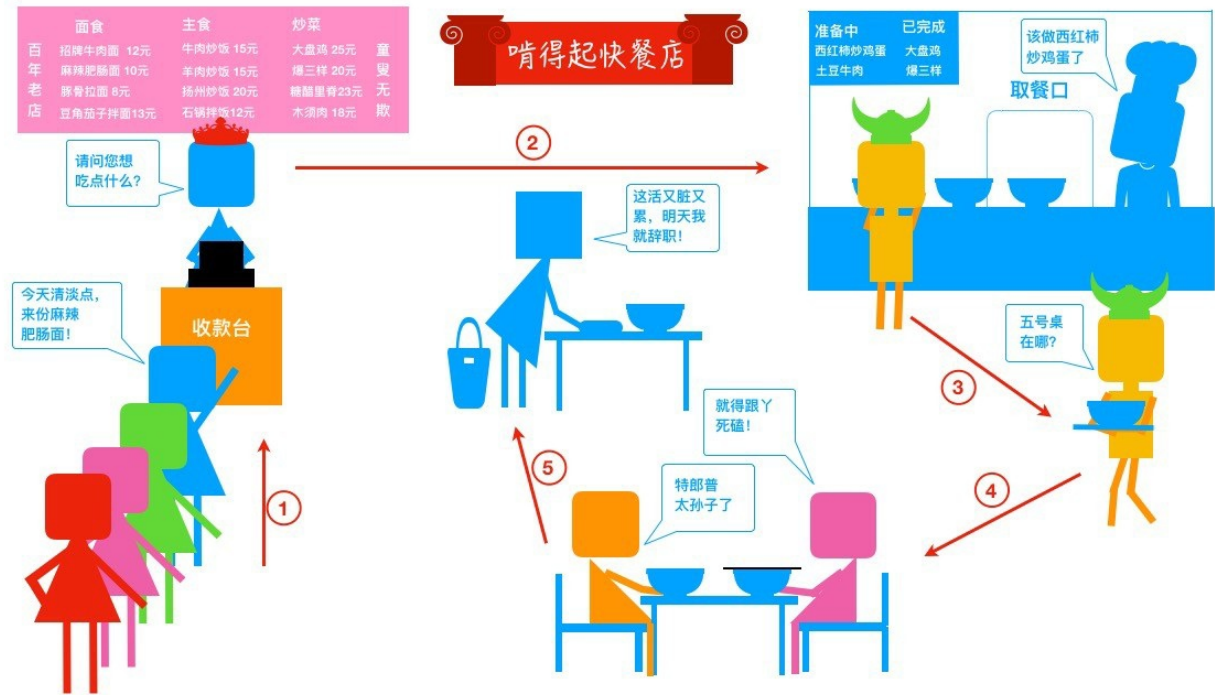 面食 主食 炒菜
百年老店
招牌牛肉面 12元 牛肉炒饭 15元 大盘鸡 25元
麻辣肥肠面 10元 羊肉炒饭 15元 爆三样 20元
豚骨拉面 8元 扬州炒饭 20元 糖醋里脊23元
豆角茄子拌面13元 石锅拌饭12元 木须肉 18元
童叟无欺
啃得起快餐店
准备中 已完成
西红柿炒鸡蛋 大盘鸡
土豆牛肉 爆三样
该做西红柿
炒鸡蛋了
取餐口
请问您想
吃点什么?
②
这活又脏又
累，明天我
就辞职!
今天清淡点，
来份麻辣
肥肠面!
收款台
五号桌
在哪?
③
就得跟丫
死磕!
⑤
特郎普
太孙子了
④
①